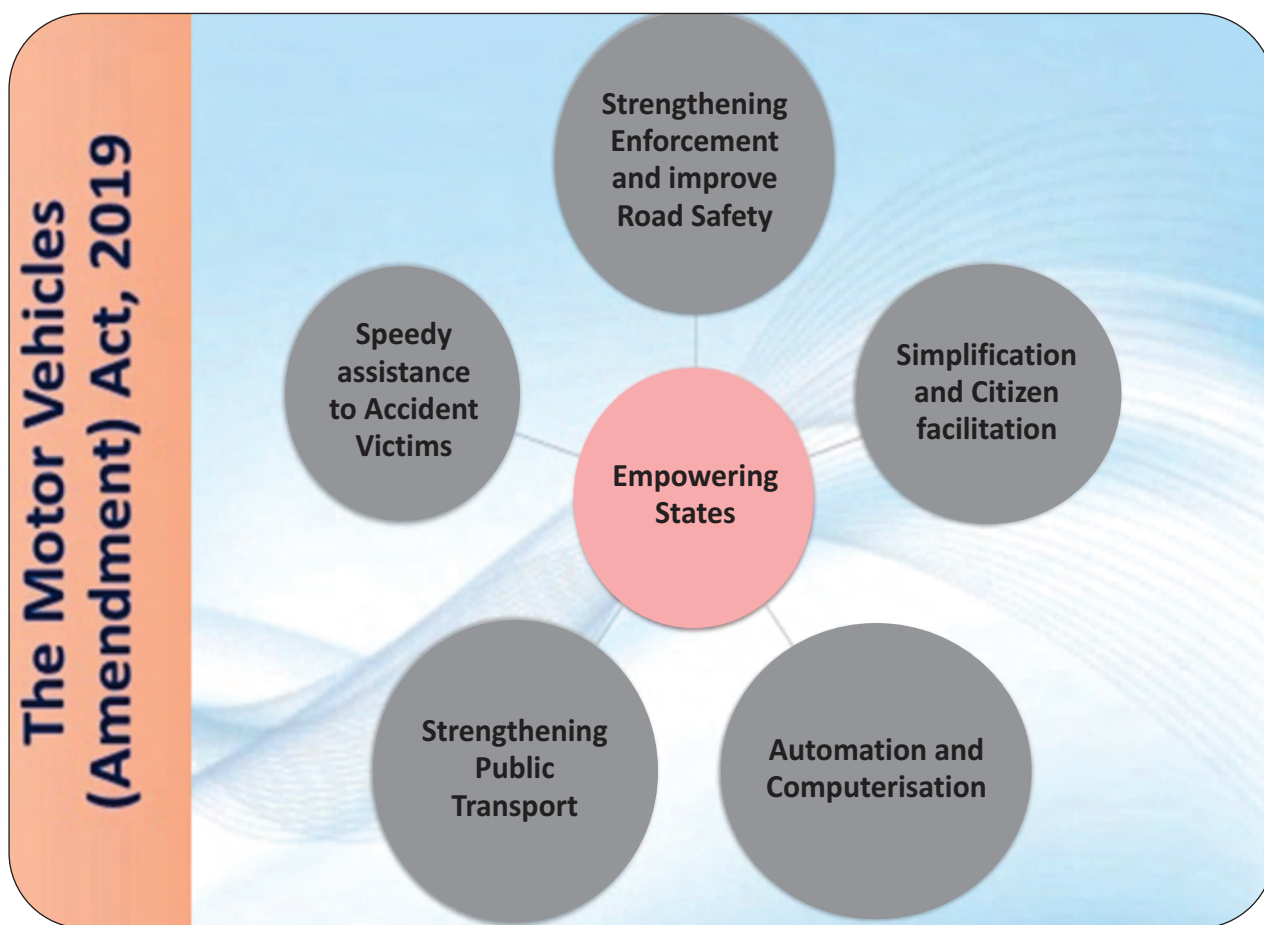 The Motor Vehicles
(Amendment) Act, 2019
Strengthening
Enforcement
and improve
Road Safety
Simplification
and Citizen
facilitation
Automation and
Computerisation
Strengthening
Public
Transport
Speedy
assistance
to Accident
Victims
Empowering
States